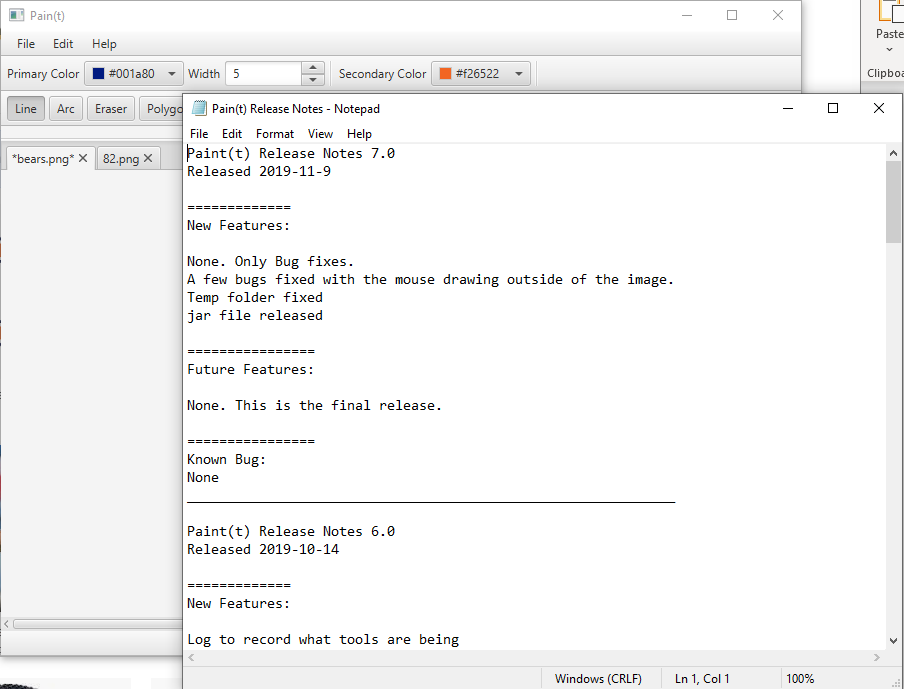 Pain(t)
File Edit Help
Primary Color #001a80 Width 5 Secondary Color #f26522
Line Arc Eraser Polygo
*bears.png* 82.png
Paste
Clipboa
Pain(t) Release Notes - Notepad
File Edit Format View Help
Paint(t) Release Notes 7.0
Released 2019-11-9
=============
New Features:
None. Only Bug fixes.
A few bugs fixed with the mouse drawing outside of the image.
Temp folder fixed
jar file released
================
Future Features:
None. This is the final release.
================
Known Bug:
None
Paint(t) Release Notes 6.0
Released 2019-10-14
=============
New Features:
Log to record what tools are being
Windows (CRLF) Ln 1, Col 1 100%